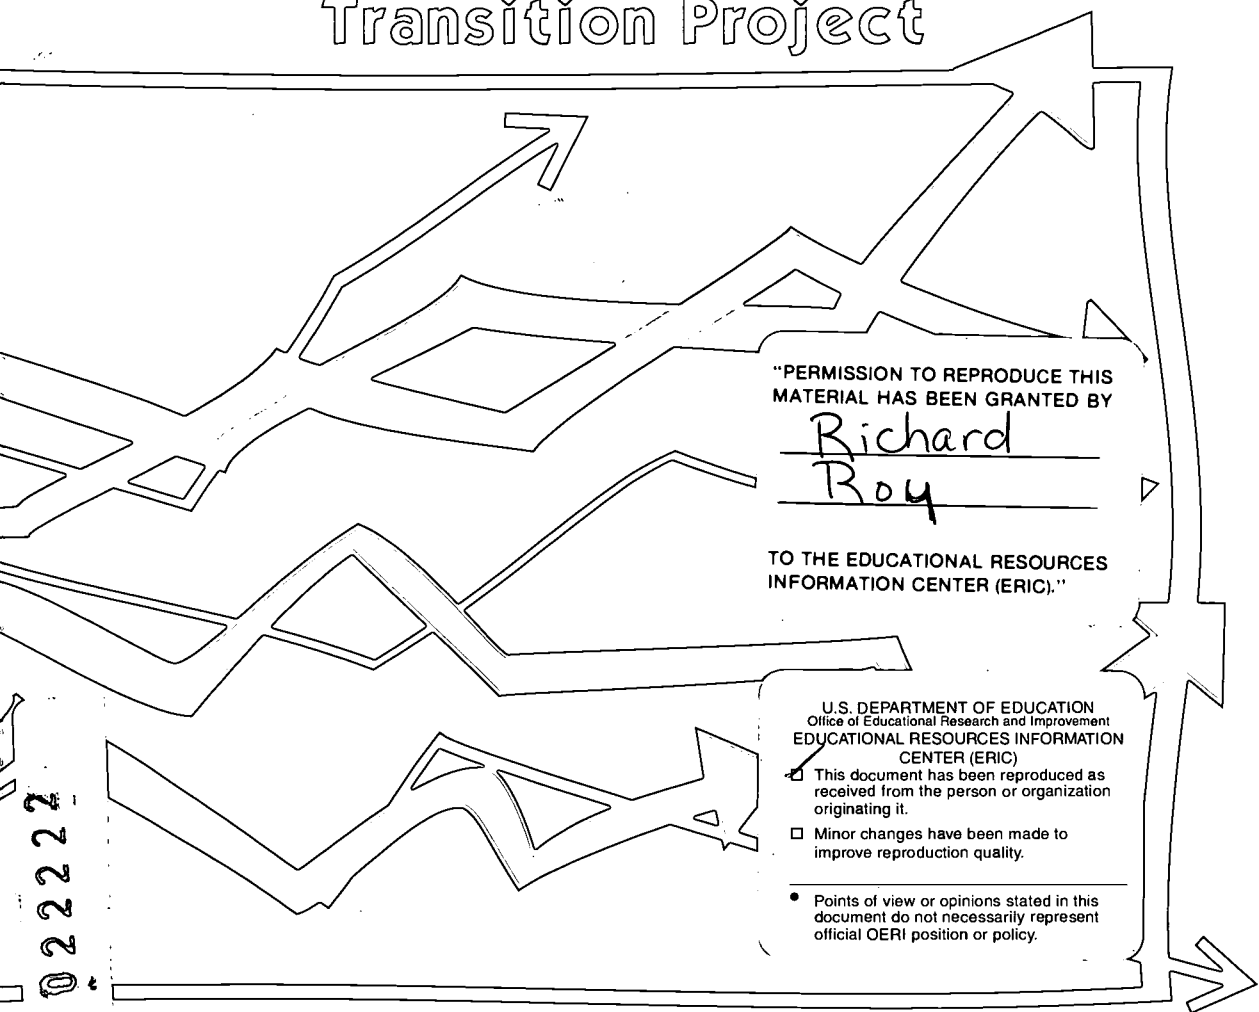 Transition Project
"PERMISSION TO REPRODUCE THIS
MATERIAL HAS BEEN GRANTED BY
Richard
Roy
TO THE EDUCATIONAL RESOURCES
INFORMATION CENTER (ERIC)."
U.S. DEPARTMENT OF EDUCATION
Office of Educational Research and Improvement
EDUCATIONAL RESOURCES INFORMATION
CENTER (ERIC)
This document has been reproduced as
received from the person or organization
originating it.
Minor changes have been made to
improve reproduction quality.
Points of view or opinions stated in this
document do not necessarily represent
official OERI position or policy.
022222